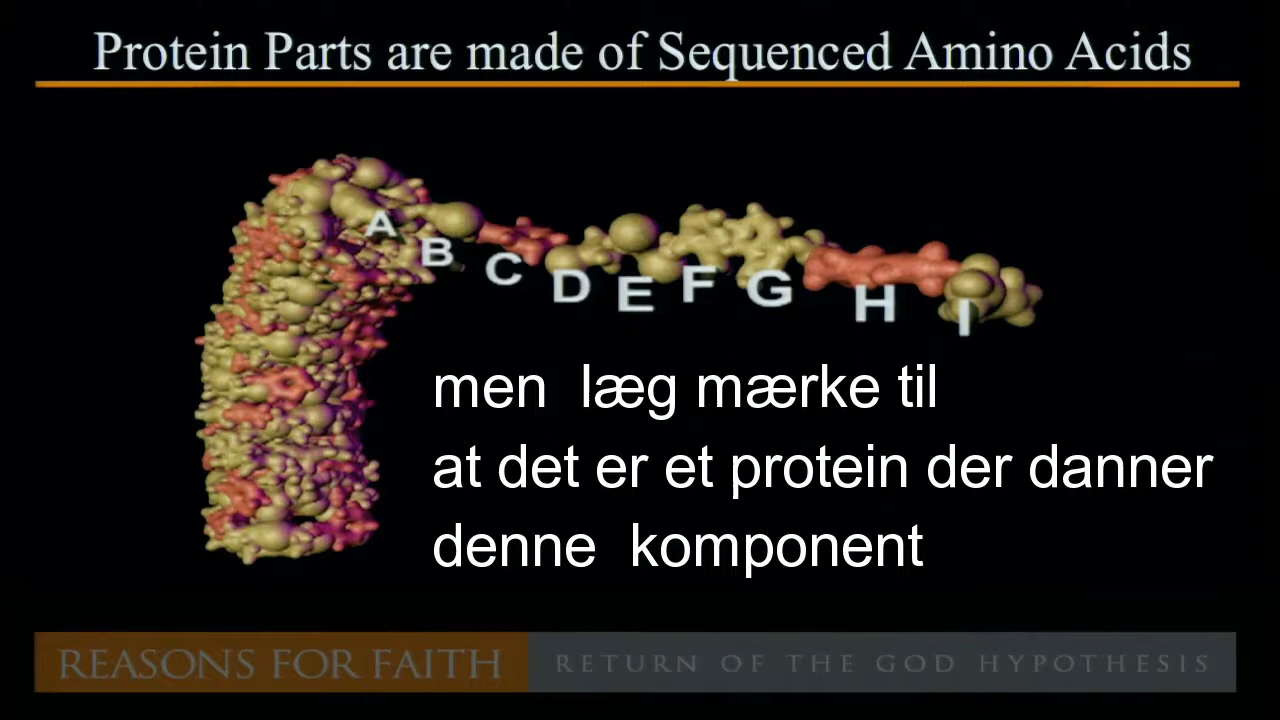 Protein Parts are made of Sequenced Amino Acids
A B C D E F G H I
men læg mærke til
at det er et protein der danner
denne komponent
REASONS FOR FAITH RETURN OF THE GOD HYPOTHESIS